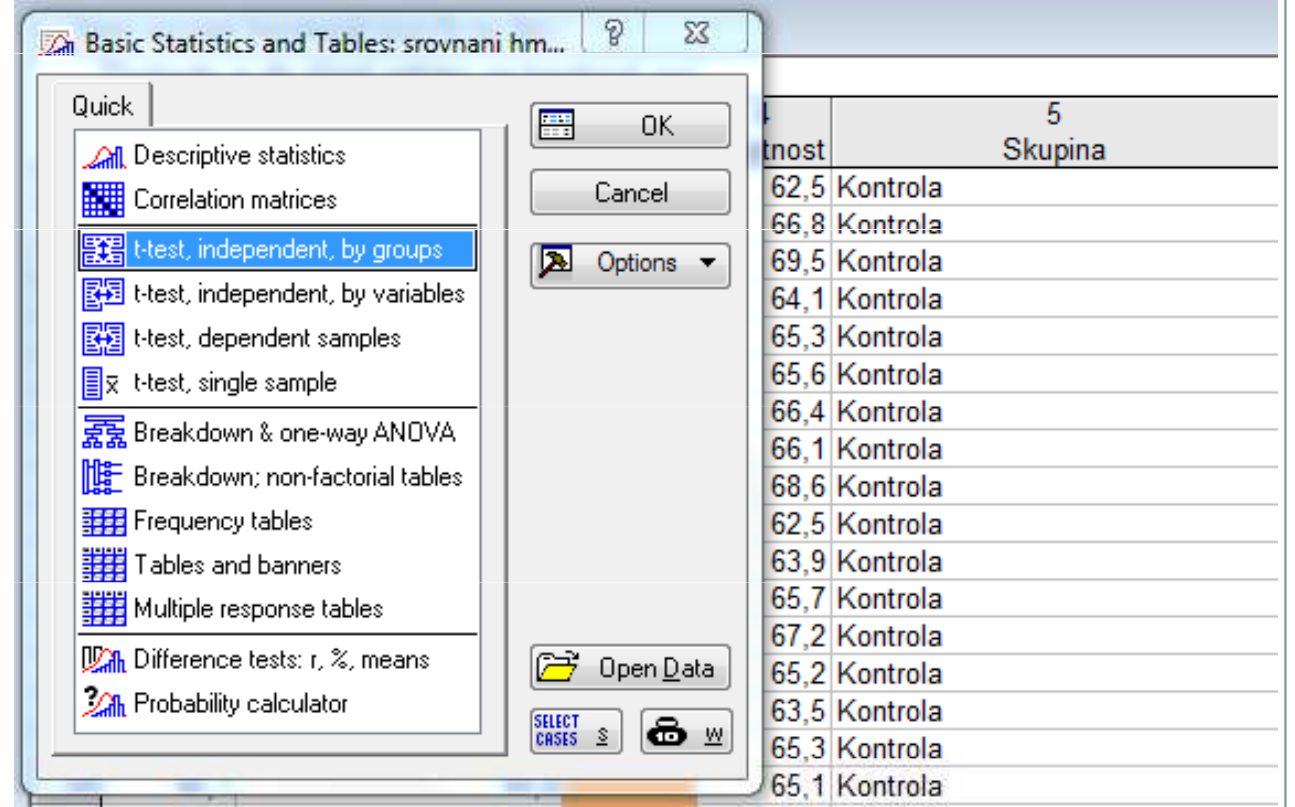 Basic Statistics and Tables: srovnani hm...
Quick
Descriptive statistics
Correlation matrices
t-test, independent, by groups
t-test, independent, by variables
t-test, dependent samples
t-test, single sample
Breakdown & one-way ANOVA
Breakdown; non-factorial tables
Frequency tables
Tables and banners
Multiple response tables
Difference tests: r, %, means
Probability calculator
OK
Cancel
Options
Open Data
SELECT
CASES S
W
5
tnost Skupina
62,5 Kontrola
66,8 Kontrola
69,5 Kontrola
64,1 Kontrola
65,3 Kontrola
65,6 Kontrola
66,4 Kontrola
66,1 Kontrola
68,6 Kontrola
62,5 Kontrola
63,9 Kontrola
65,7 Kontrola
67,2 Kontrola
65,2 Kontrola
63,5 Kontrola
65,3 Kontrola
65,1 Kontrola